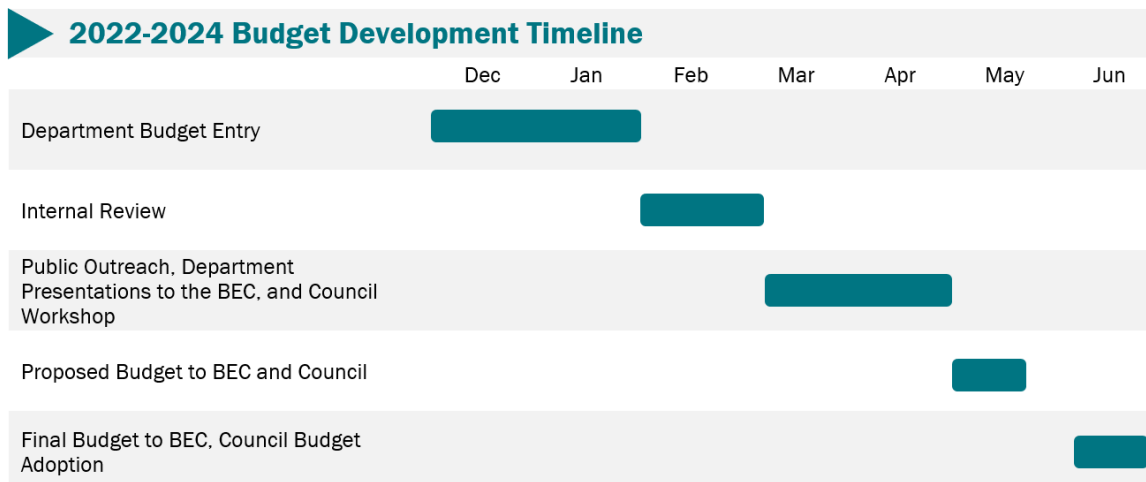 2022-2024 Budget Development Timeline
Dec Jan Feb Mar Apr May Jun
Department Budget Entry
Internal Review
Public Outreach, Department
Presentations to the BEC, and Council
Workshop
Proposed Budget to BEC and Council
Final Budget to BEC, Council Budget
Adoption